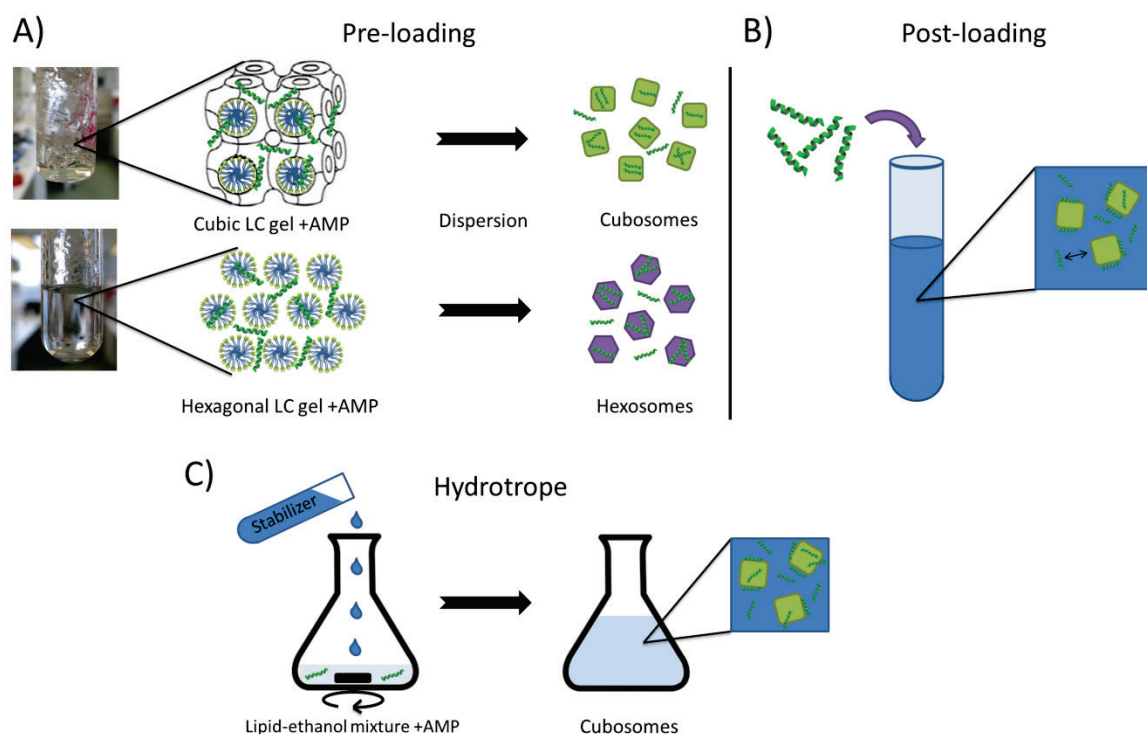 A)
Pre-loading
Cubic LC gel +AMP
Dispersion
Cubosomes
Hexagonal LC gel +AMP
Hexosomes
B)
Post-loading
C)
Hydrotrope
Stabilizer
Lipid-ethanol mixture +AMP
Cubosomes